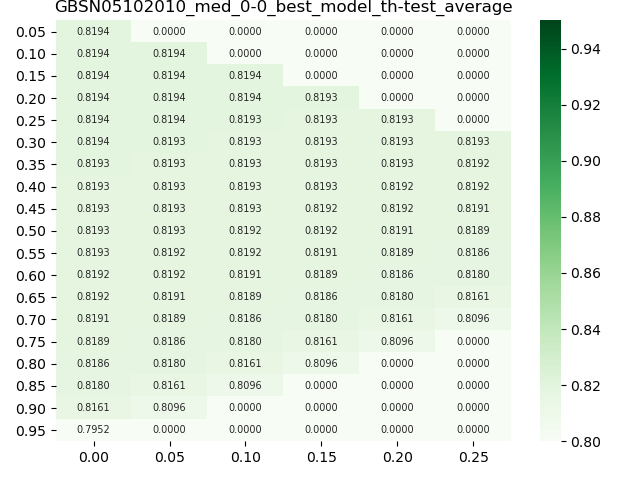 GBSN05102010_med_0-0_best_model_th-test_average
0.05 0.8194 0.0000 0.0000 0.0000 0.0000 0.0000
0.10 0.8194 0.8194 0.0000 0.0000 0.0000 0.0000 0.94
0.15 0.8194 0.8194 0.8194 0.0000 0.0000 0.0000
0.20 0.8194 0.8194 0.8194 0.8193 0.0000 0.0000 0.92
0.25 0.8194 0.8194 0.8193 0.8193 0.8193 0.0000
0.30 0.8194 0.8193 0.8193 0.8193 0.8193 0.8193
0.35 0.8193 0.8193 0.8193 0.8193 0.8193 0.8192 0.90
0.40 0.8193 0.8193 0.8193 0.8193 0.8192 0.8192
0.45 0.8193 0.8193 0.8193 0.8192 0.8192 0.8191 0.88
0.50 0.8193 0.8193 0.8192 0.8192 0.8191 0.8189
0.55 0.8193 0.8192 0.8192 0.8191 0.8189 0.8186
0.60 0.8192 0.8192 0.8191 0.8189 0.8186 0.8180 0.86
0.65 0.8192 0.8191 0.8189 0.8186 0.8180 0.8161
0.70 0.8191 0.8189 0.8186 0.8180 0.8161 0.8096 0.84
0.75 0.8189 0.8186 0.8180 0.8161 0.8096 0.0000
0.80 0.8186 0.8180 0.8161 0.8096 0.0000 0.0000
0.85 0.8180 0.8161 0.8096 0.0000 0.0000 0.0000 0.82
0.90 0.8161 0.8096 0.0000 0.0000 0.0000 0.0000
0.95 0.7952 0.0000 0.0000 0.0000 0.0000 0.0000 0.80
0.00 0.05 0.10 0.15 0.20 0.25